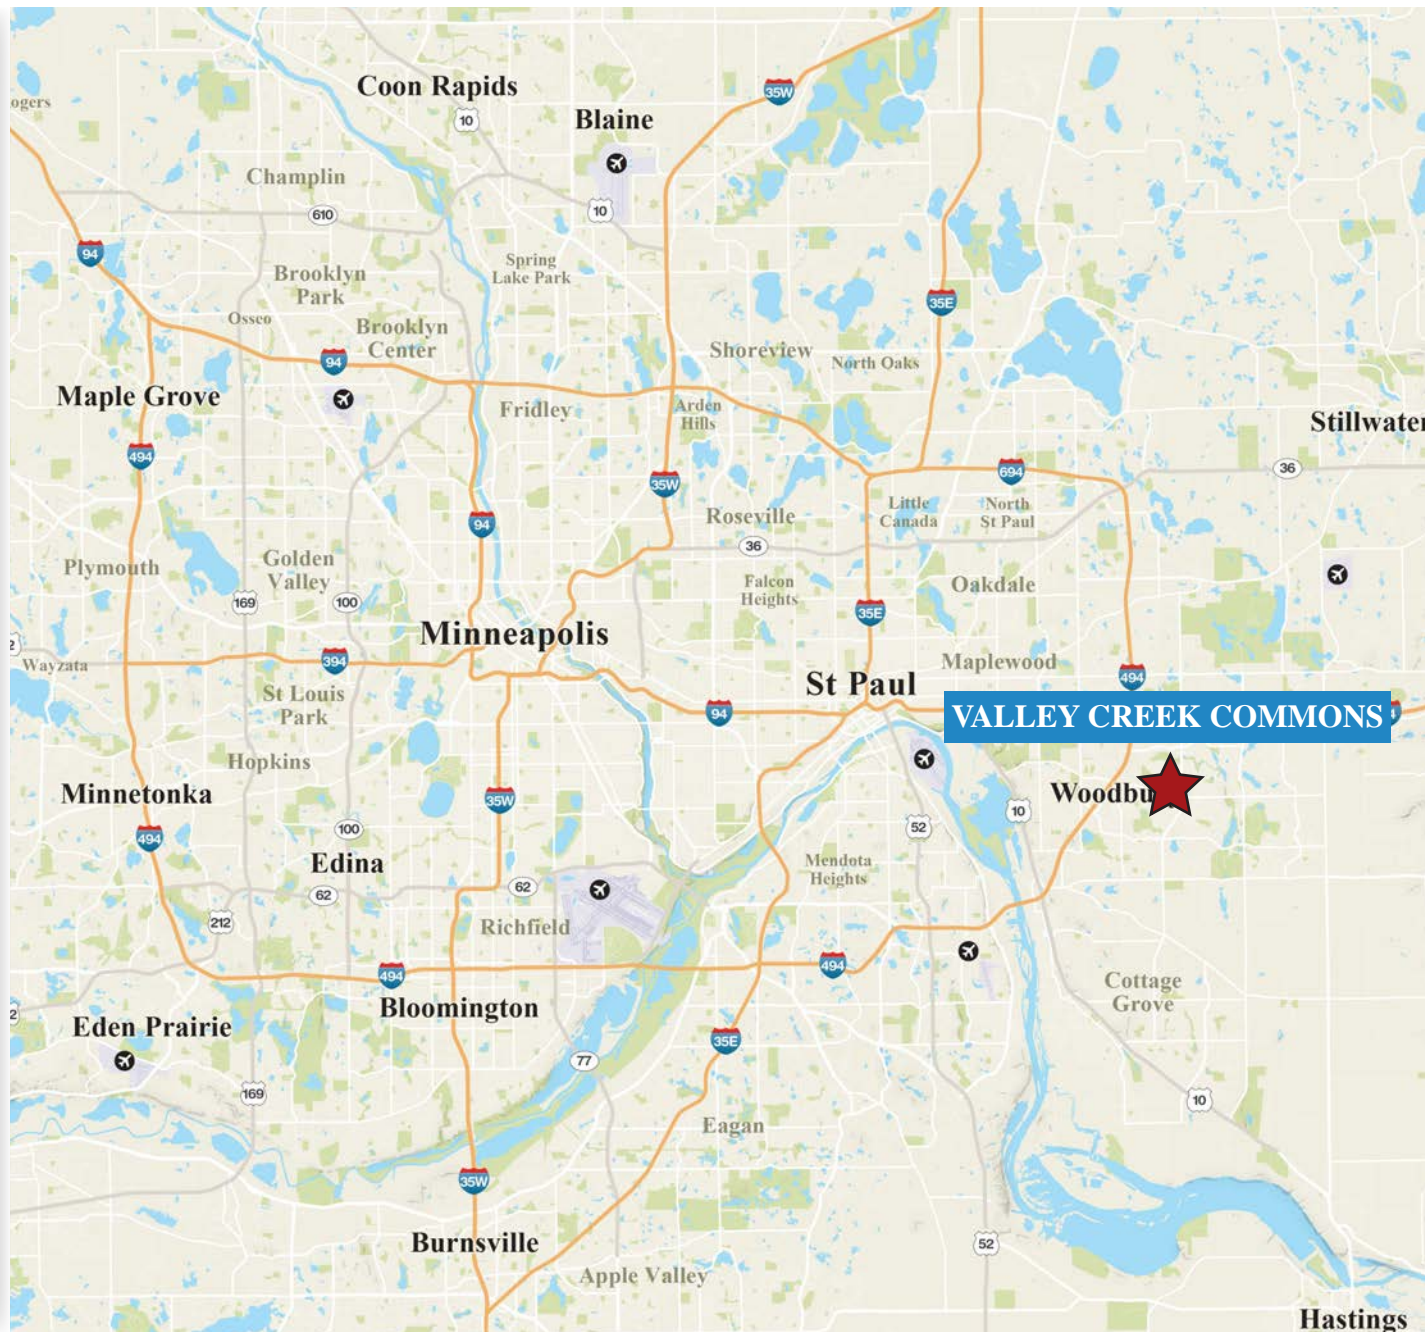 Coon Rapids
35W
ogers
10
Blaine
Champlin
610
10
94
Spring
Lake Park
Brooklyn
Park
35E
Osseo
Brooklyn
Center
94
Shoreview
North Oaks
Maple Grove
Fridley
Arden
Hills
Stillwater
494
694
36
35W
Little
Canada
North
St Paul
Roseville
94
36
Plymouth
Golden
Valley
Falcon
Heights
Oakdale
169
100
35E
Minneapolis
2
Wayzata
394
Maplewood
494
St Paul
St Louis
Park
94
VALLEY CREEK COMMONS
4
Hopkins
Minnetonka
35W
Woodbu
10
494
100
52
Edina
Mendota
Heights
62
62
212
Richfield
494
494
Cottage
Grove
Bloomington
2
Eden Prairie
35E
77
169
10
Eagan
35W
Burnsville
52
Apple Valley
Hastings